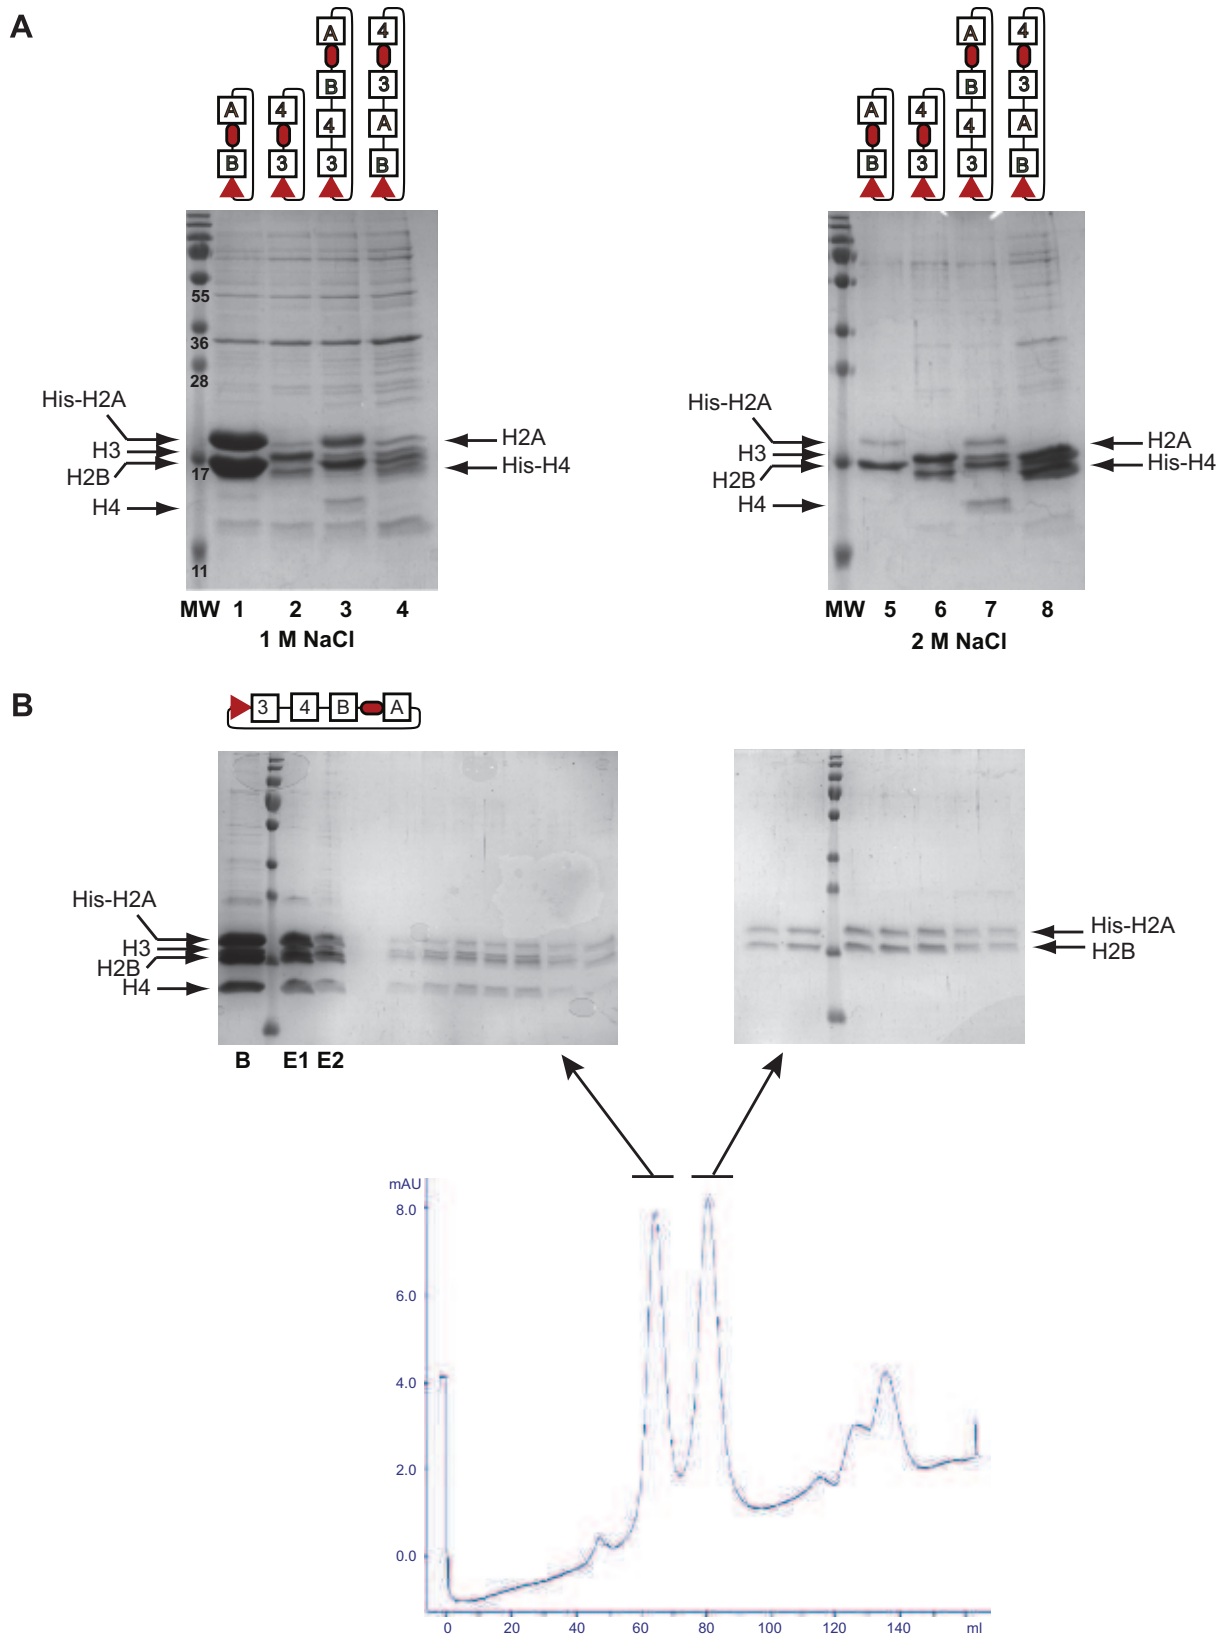 A
A B
4 3
A B 4 3
4 3 A B
A B
4 3
A B 4 3
4 3 A B
55
36
28
17
11
His-H2A
H3
H2B
H4
H2A
His-H4
His-H2A
H3
H2B
H4
H2A
His-H4
MW 1 2 3 4
1 M NaCl
MW 5 6 7 8
2 M NaCl
B
3 4 B A
His-H2A
H3
H2B
H4
His-H2A
H2B
B E1 E2
mAU
8.0
6.0
4.0
2.0
0.0
0 20 40 60 80 100 120 140 ml